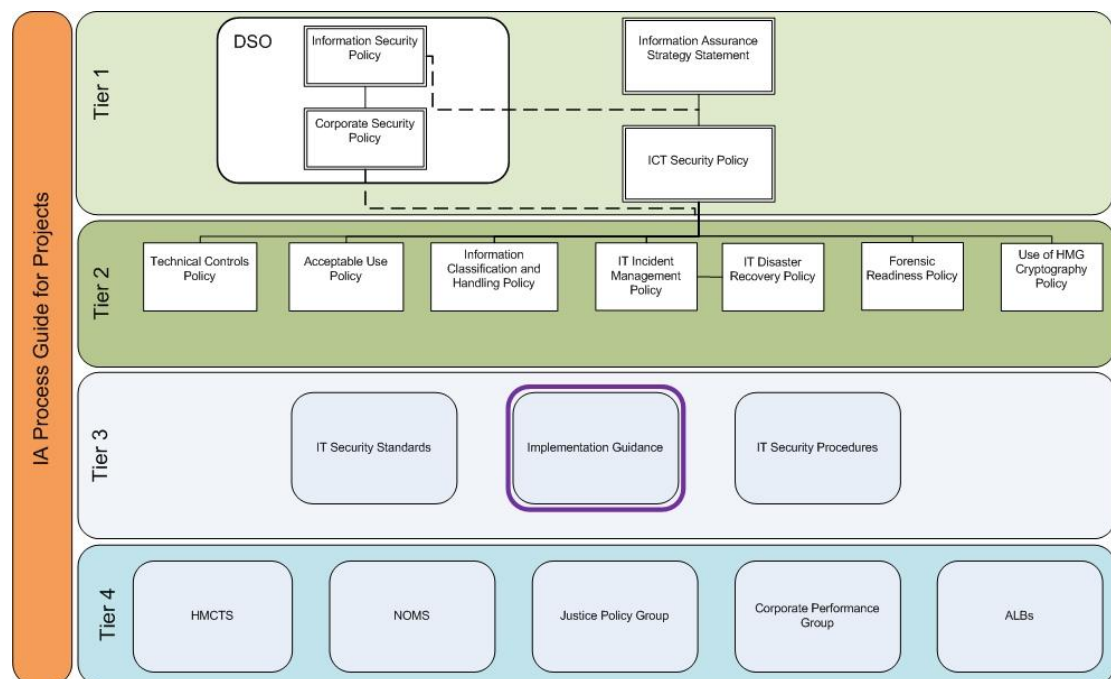 IA Process Guide for Projects
Tier 1
DSO
Information Security
Policy
Corporate Security
Policy
Information Assurance
Strategy Statement
ICT Security Policy
Tier 2
Technical Controls
Policy
Acceptable Use
Policy
Information
Classification and
Handling Policy
IT Incident
Management
Policy
IT Disaster
Recovery Policy
Forensic
Readiness Policy
Use of HMG
Cryptography
Policy
Tier 3
IT Security Standards
Implementation Guidance
IT Security Procedures
Tier 4
HMCTS
NOMS
Justice Policy Group
Corporate Performance
Group
ALBs